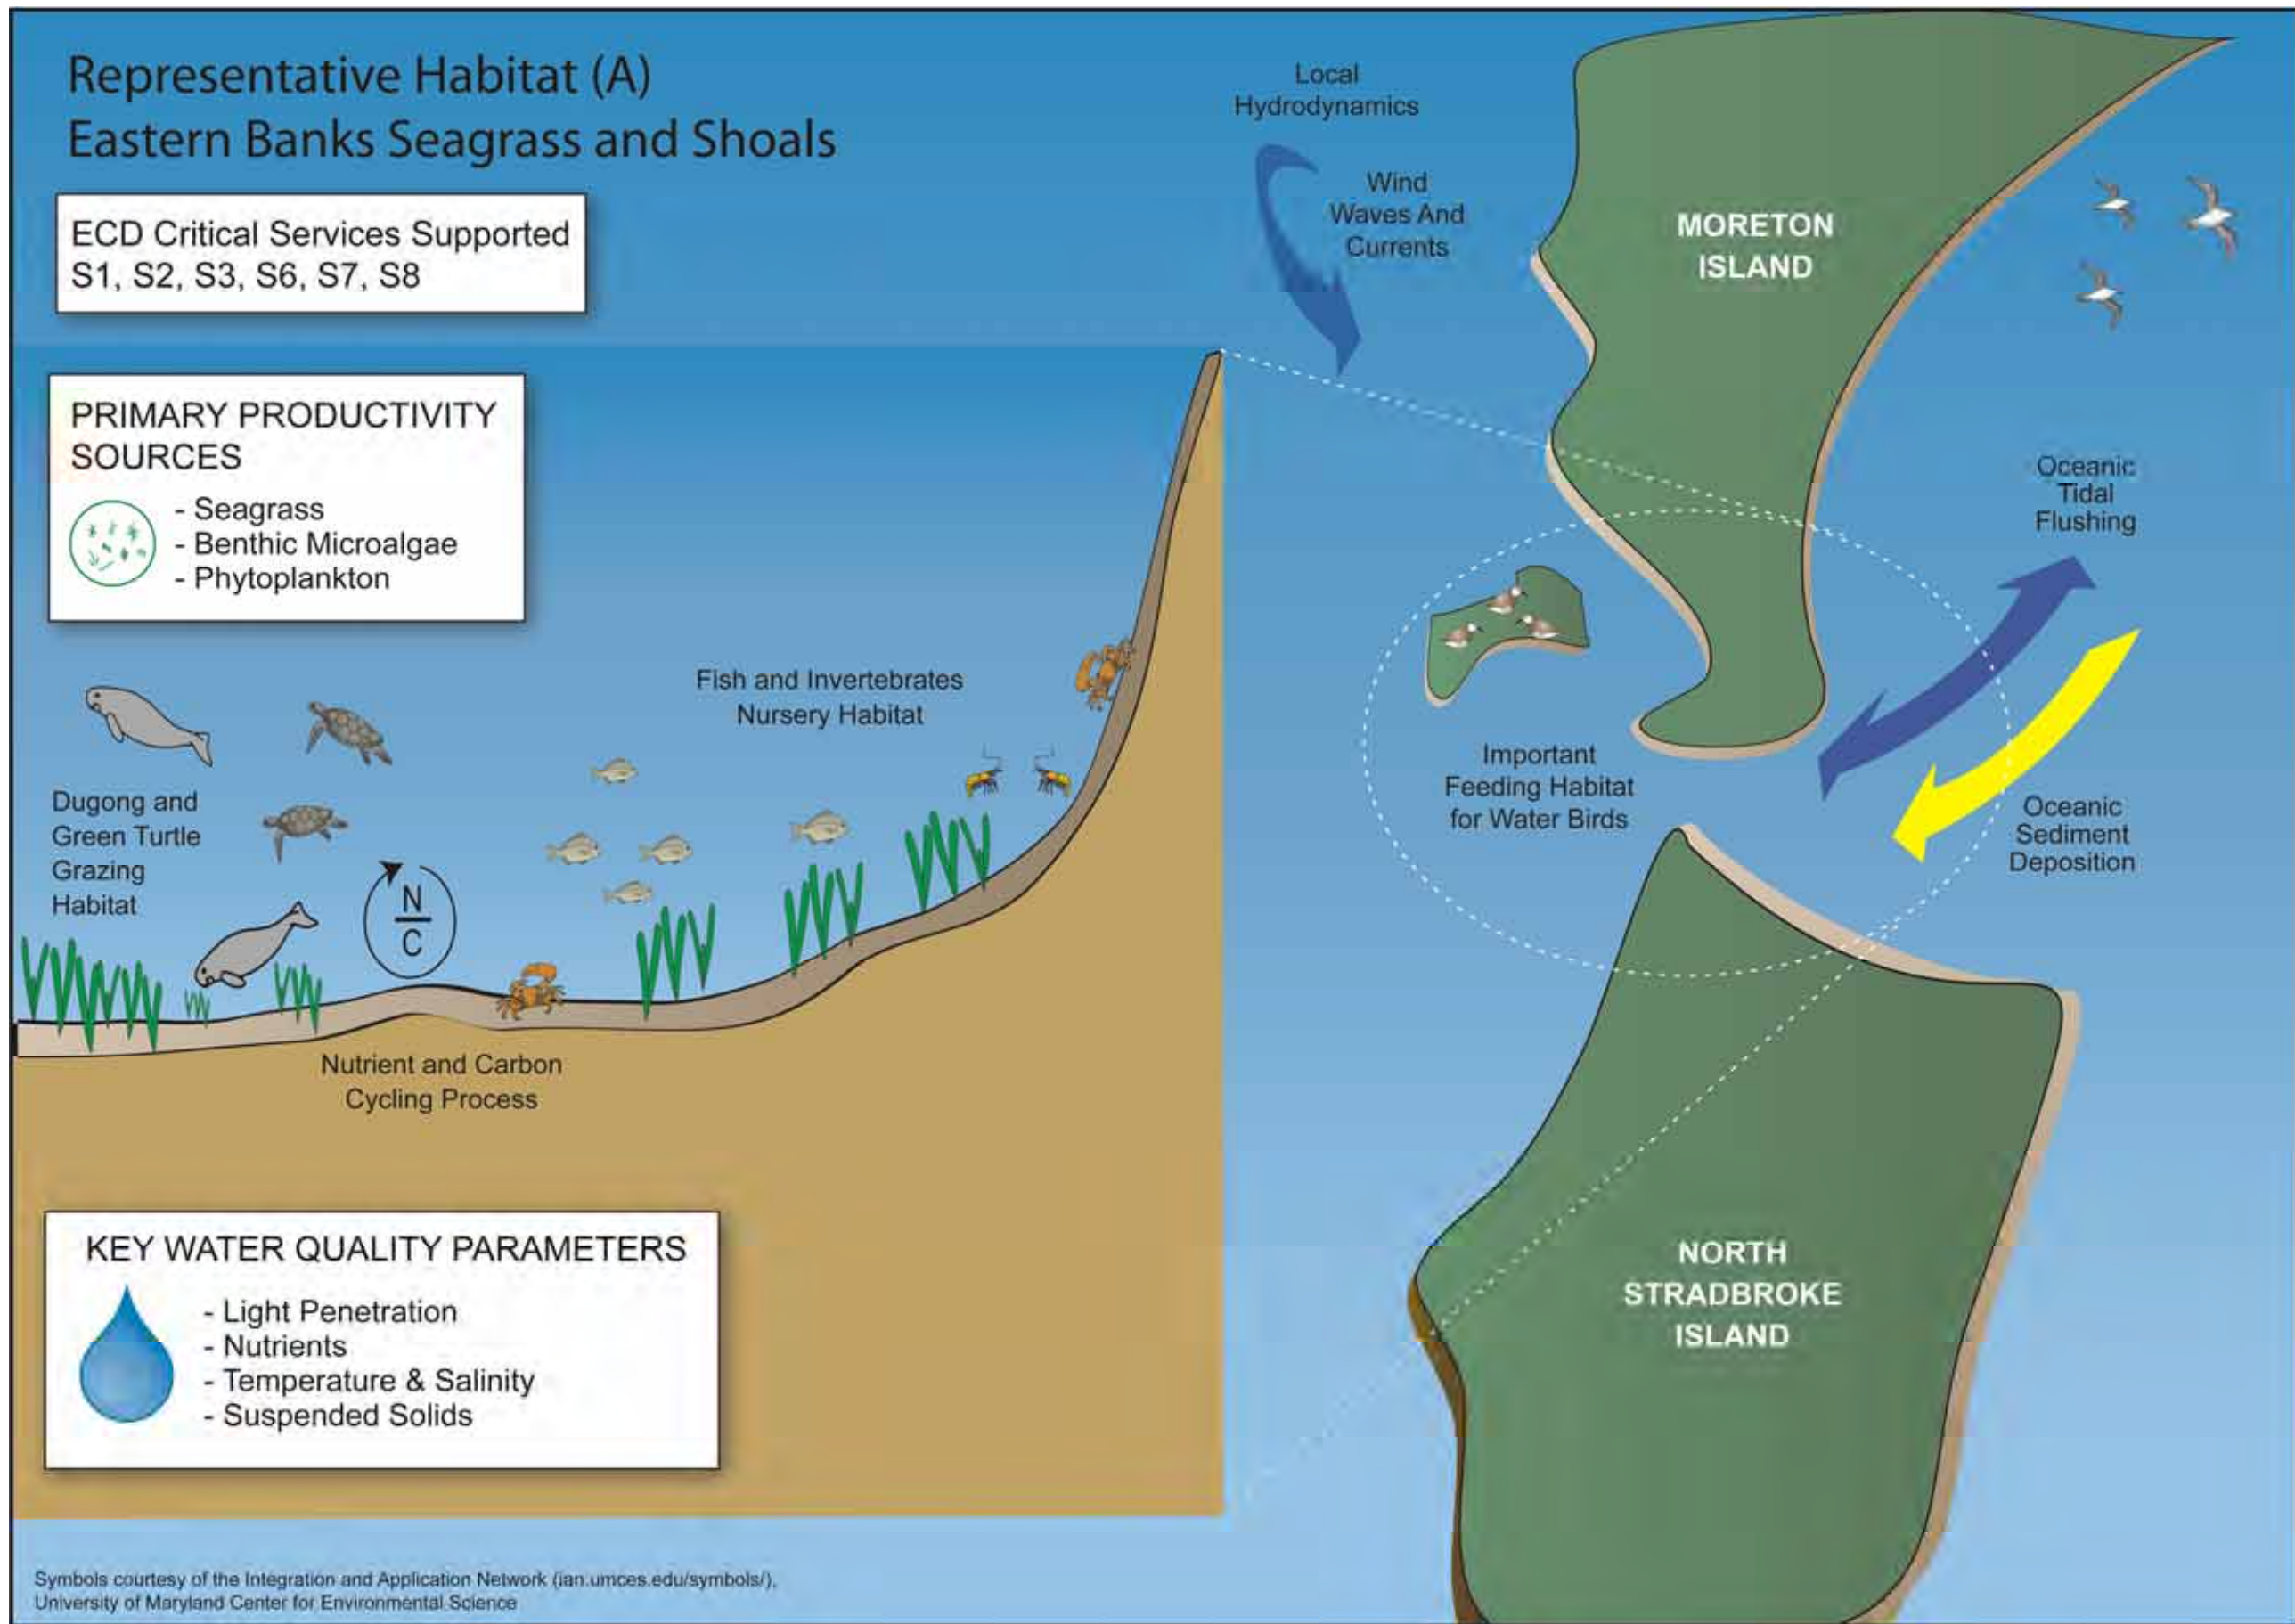 Representative Habitat (A)
Eastern Banks Seagrass and Shoals
ECD Critical Services Supported
S1, S2, S3, S6, S7, S8
PRIMARY PRODUCTIVITY
SOURCES
- Seagrass
- Benthic Microalgae
- Phytoplankton
Dugong and
Green Turtle
Grazing
Habitat
N
C
Fish and Invertebrates
Nursery Habitat
Nutrient and Carbon
Cycling Process
KEY WATER QUALITY PARAMETERS
- Light Penetration
- Nutrients
- Temperature & Salinity
- Suspended Solids
Local
Hydrodynamics
Wind
Waves And
Currents
MORETON
ISLAND
Oceanic
Tidal
Flushing
Important
Feeding Habitat
for Water Birds
Oceanic
Sediment
Deposition
NORTH
STRADBROKE
ISLAND
Symbols courtesy of the Integration and Application Network (ian.umces.edu/symbols/),
University of Maryland Center for Environmental Science